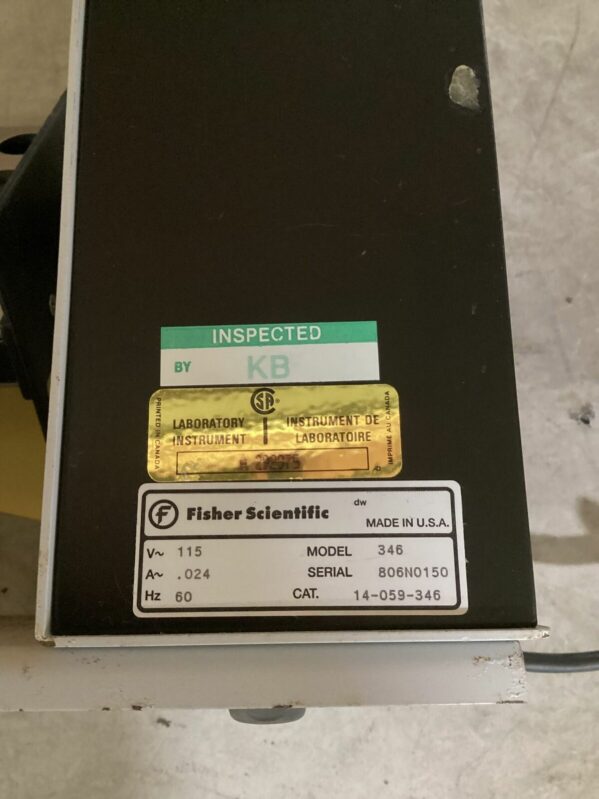 INSPECTED
BY KB
PRINTED IN CANADA
SA®
LABORATORY INSTRUMENT
INSTRUMENT DE LABORATOIRE
IMPRIMÉ AU CANADA
Fisher Scientific
dw
MADE IN U.S.A.
V~ 115 MODEL 346
A~ .024 SERIAL 806N0150
Hz 60 CAT. 14-059-346